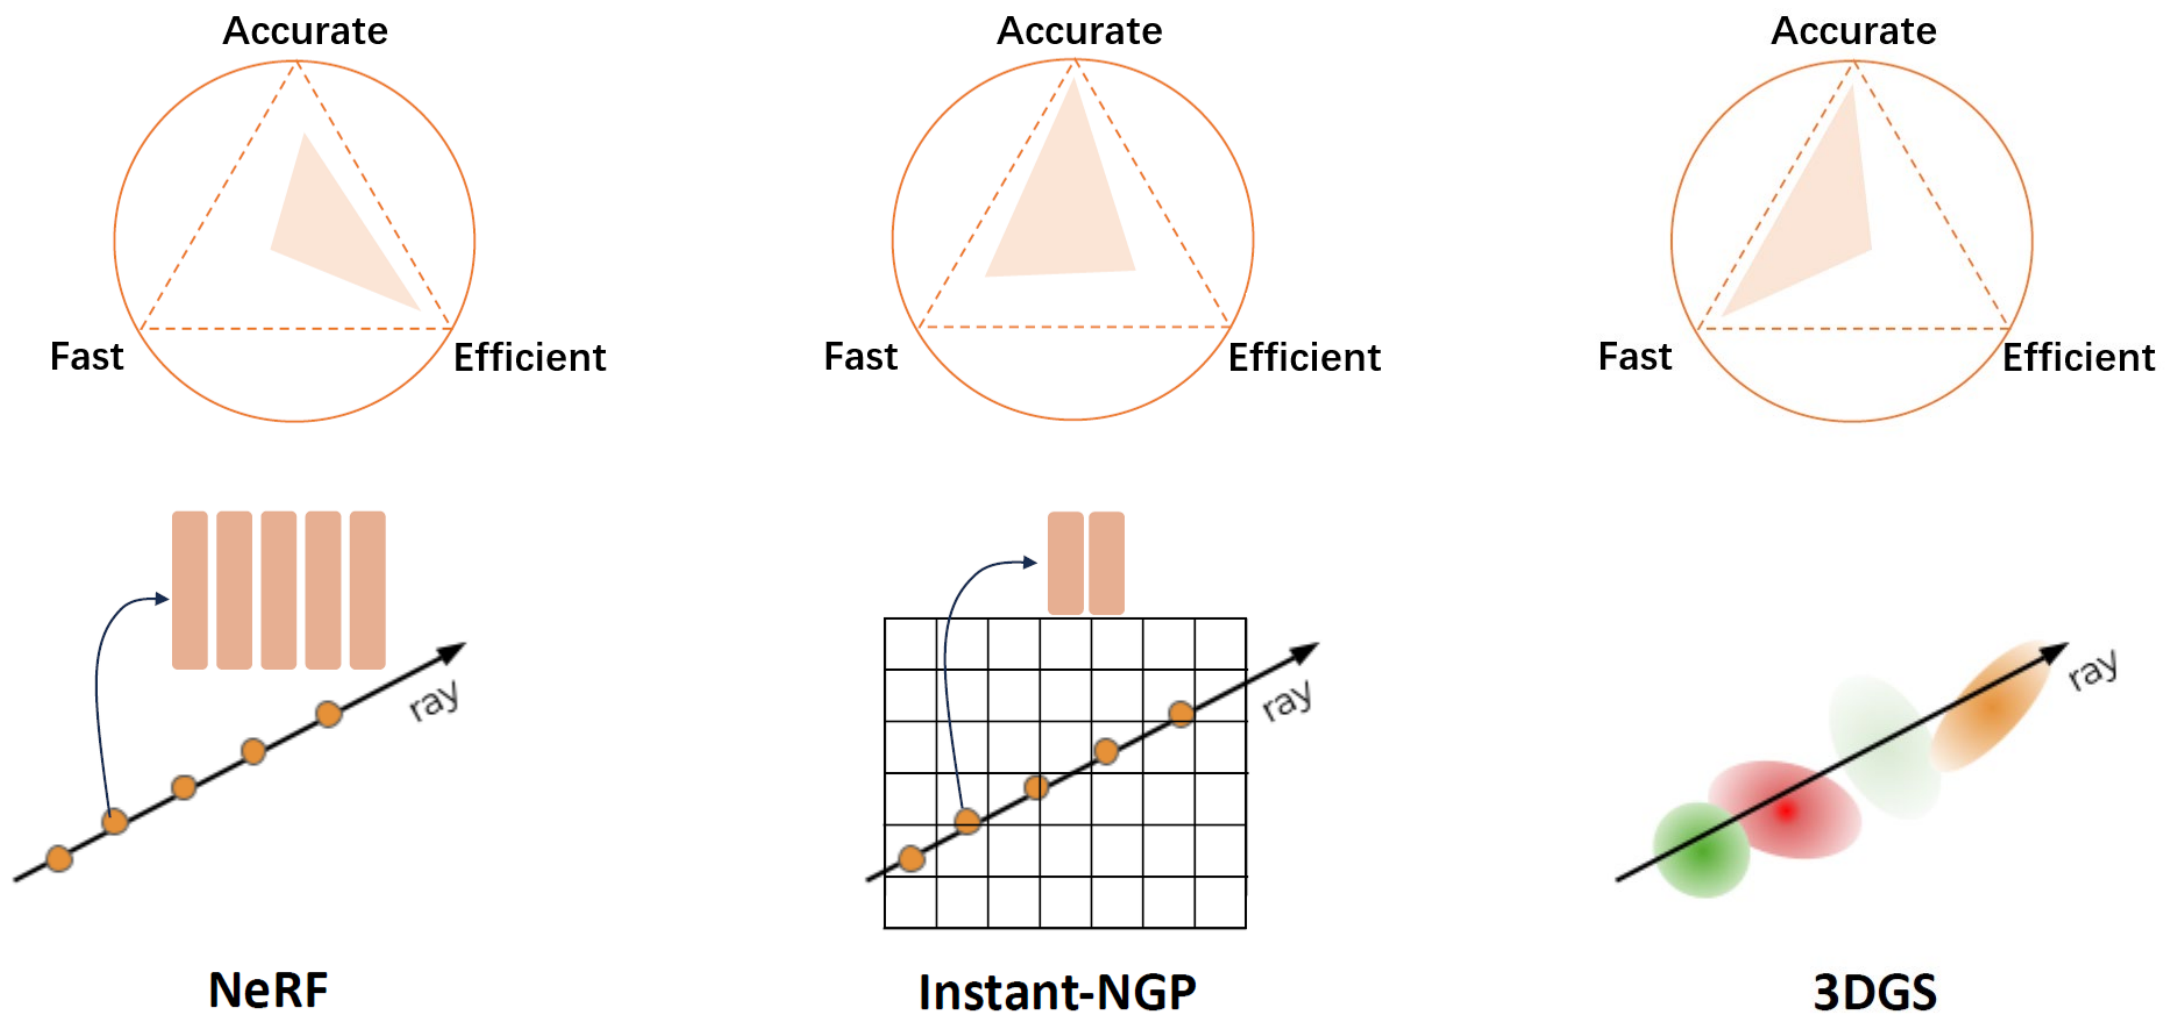 Accurate
Accurate
Accurate
Fast
Efficient
Fast
Efficient
Fast
Efficient
ray
ray
ray
NeRF
Instant-NGP
3DGS